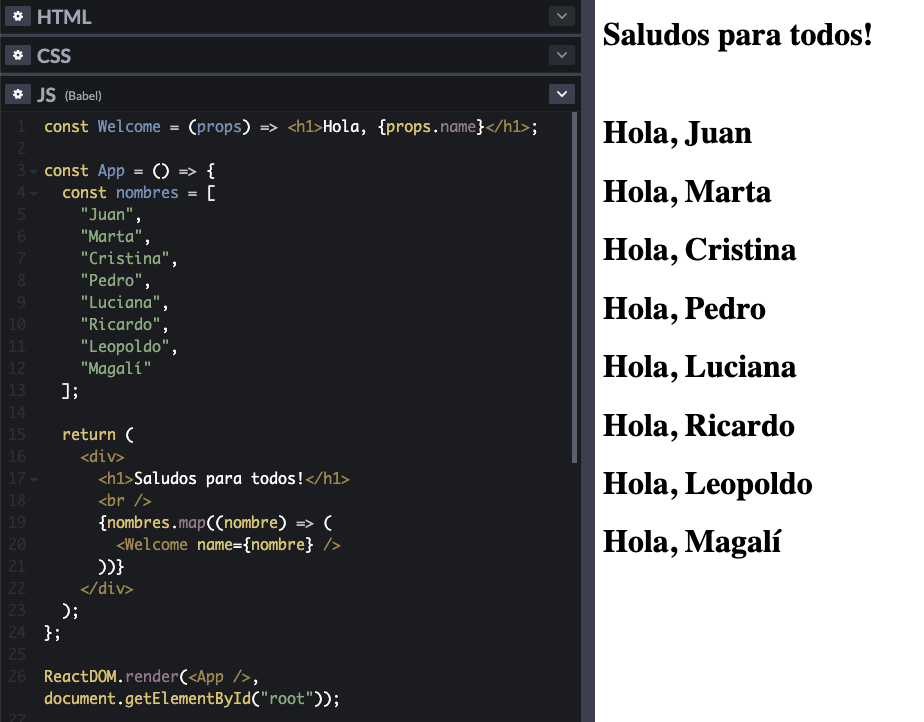 HTML
CSS
JS (Babel)
1 const Welcome = (props) => <h1>Hola, {props.name}</h1>;
2
3 const App = () => {
4 const nombres = [
5 "Juan",
6 "Marta",
7 "Cristina",
8 "Pedro",
9 "Luciana",
10 "Ricardo",
11 "Leopoldo",
12 "Magalí"
13 ];
14
15 return (
16 <div>
17 <h1>Saludos para todos!</h1>
18 <br />
19 {nombres.map((nombre) => (
20 <Welcome name={nombre} />
21 ))}
22 </div>
23 );
24 };
25
26 ReactDOM.render(<App />,
document.getElementById("root"));
27
Saludos para todos!
Hola, Juan
Hola, Marta
Hola, Cristina
Hola, Pedro
Hola, Luciana
Hola, Ricardo
Hola, Leopoldo
Hola, Magalí